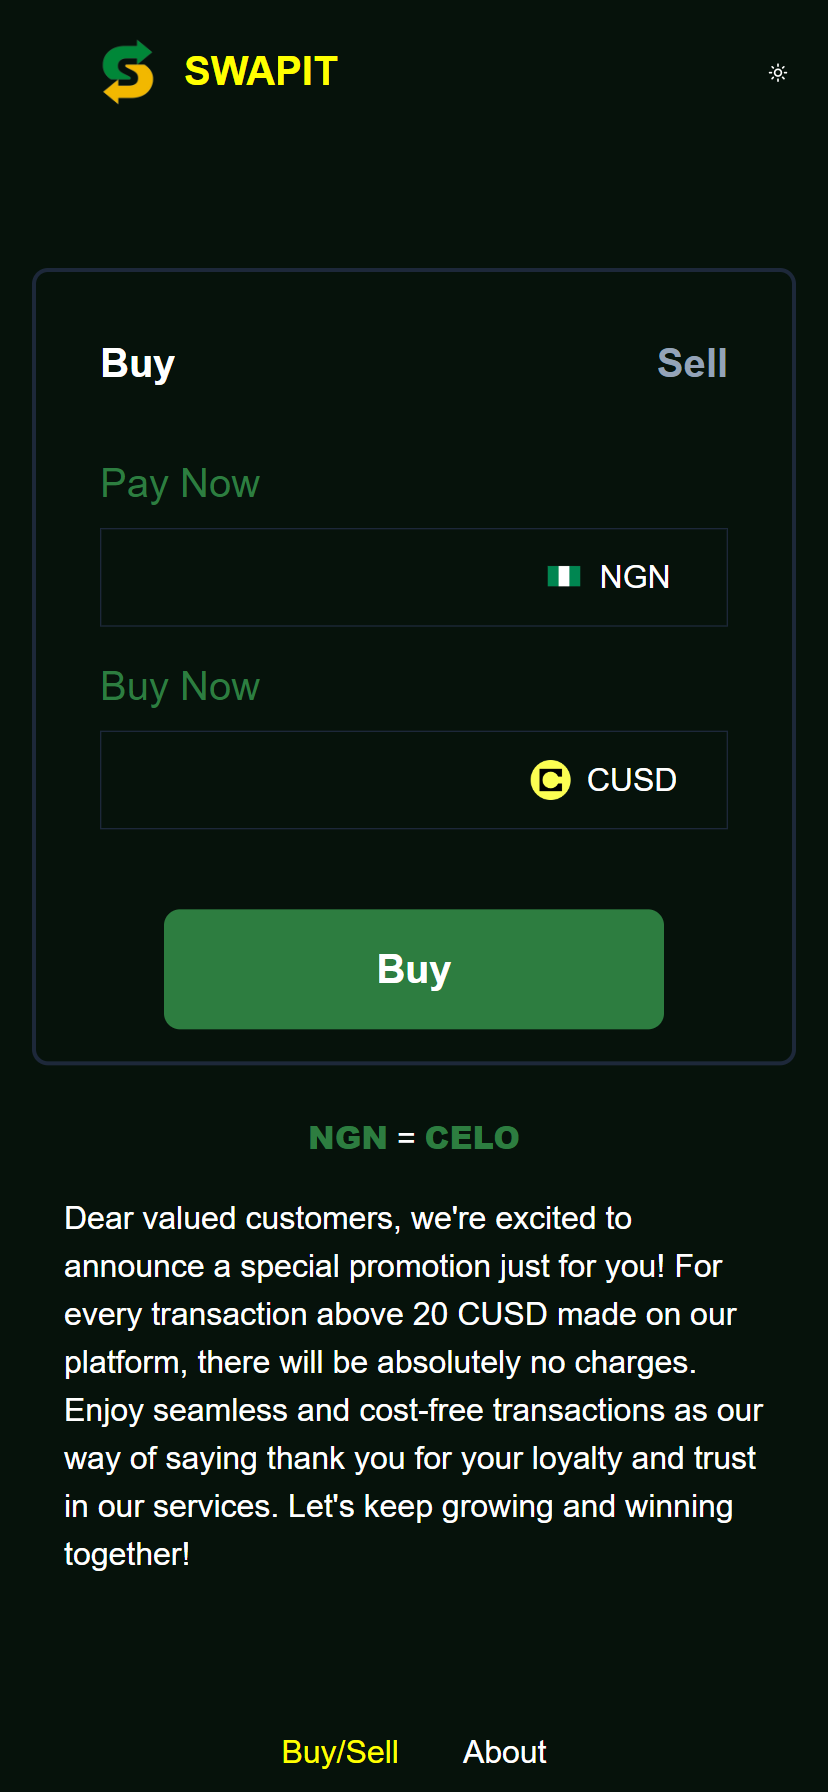 SWAPIT
Buy
Sell
Pay Now
NGN
Buy Now
CUSD
Buy
NGN = CELO
Dear valued customers, we're excited to
announce a special promotion just for you! For
every transaction above 20 CUSD made on our
platform, there will be absolutely no charges.
Enjoy seamless and cost-free transactions as our
way of saying thank you for your loyalty and trust
in our services. Let's keep growing and winning
together!
Buy/Sell
About